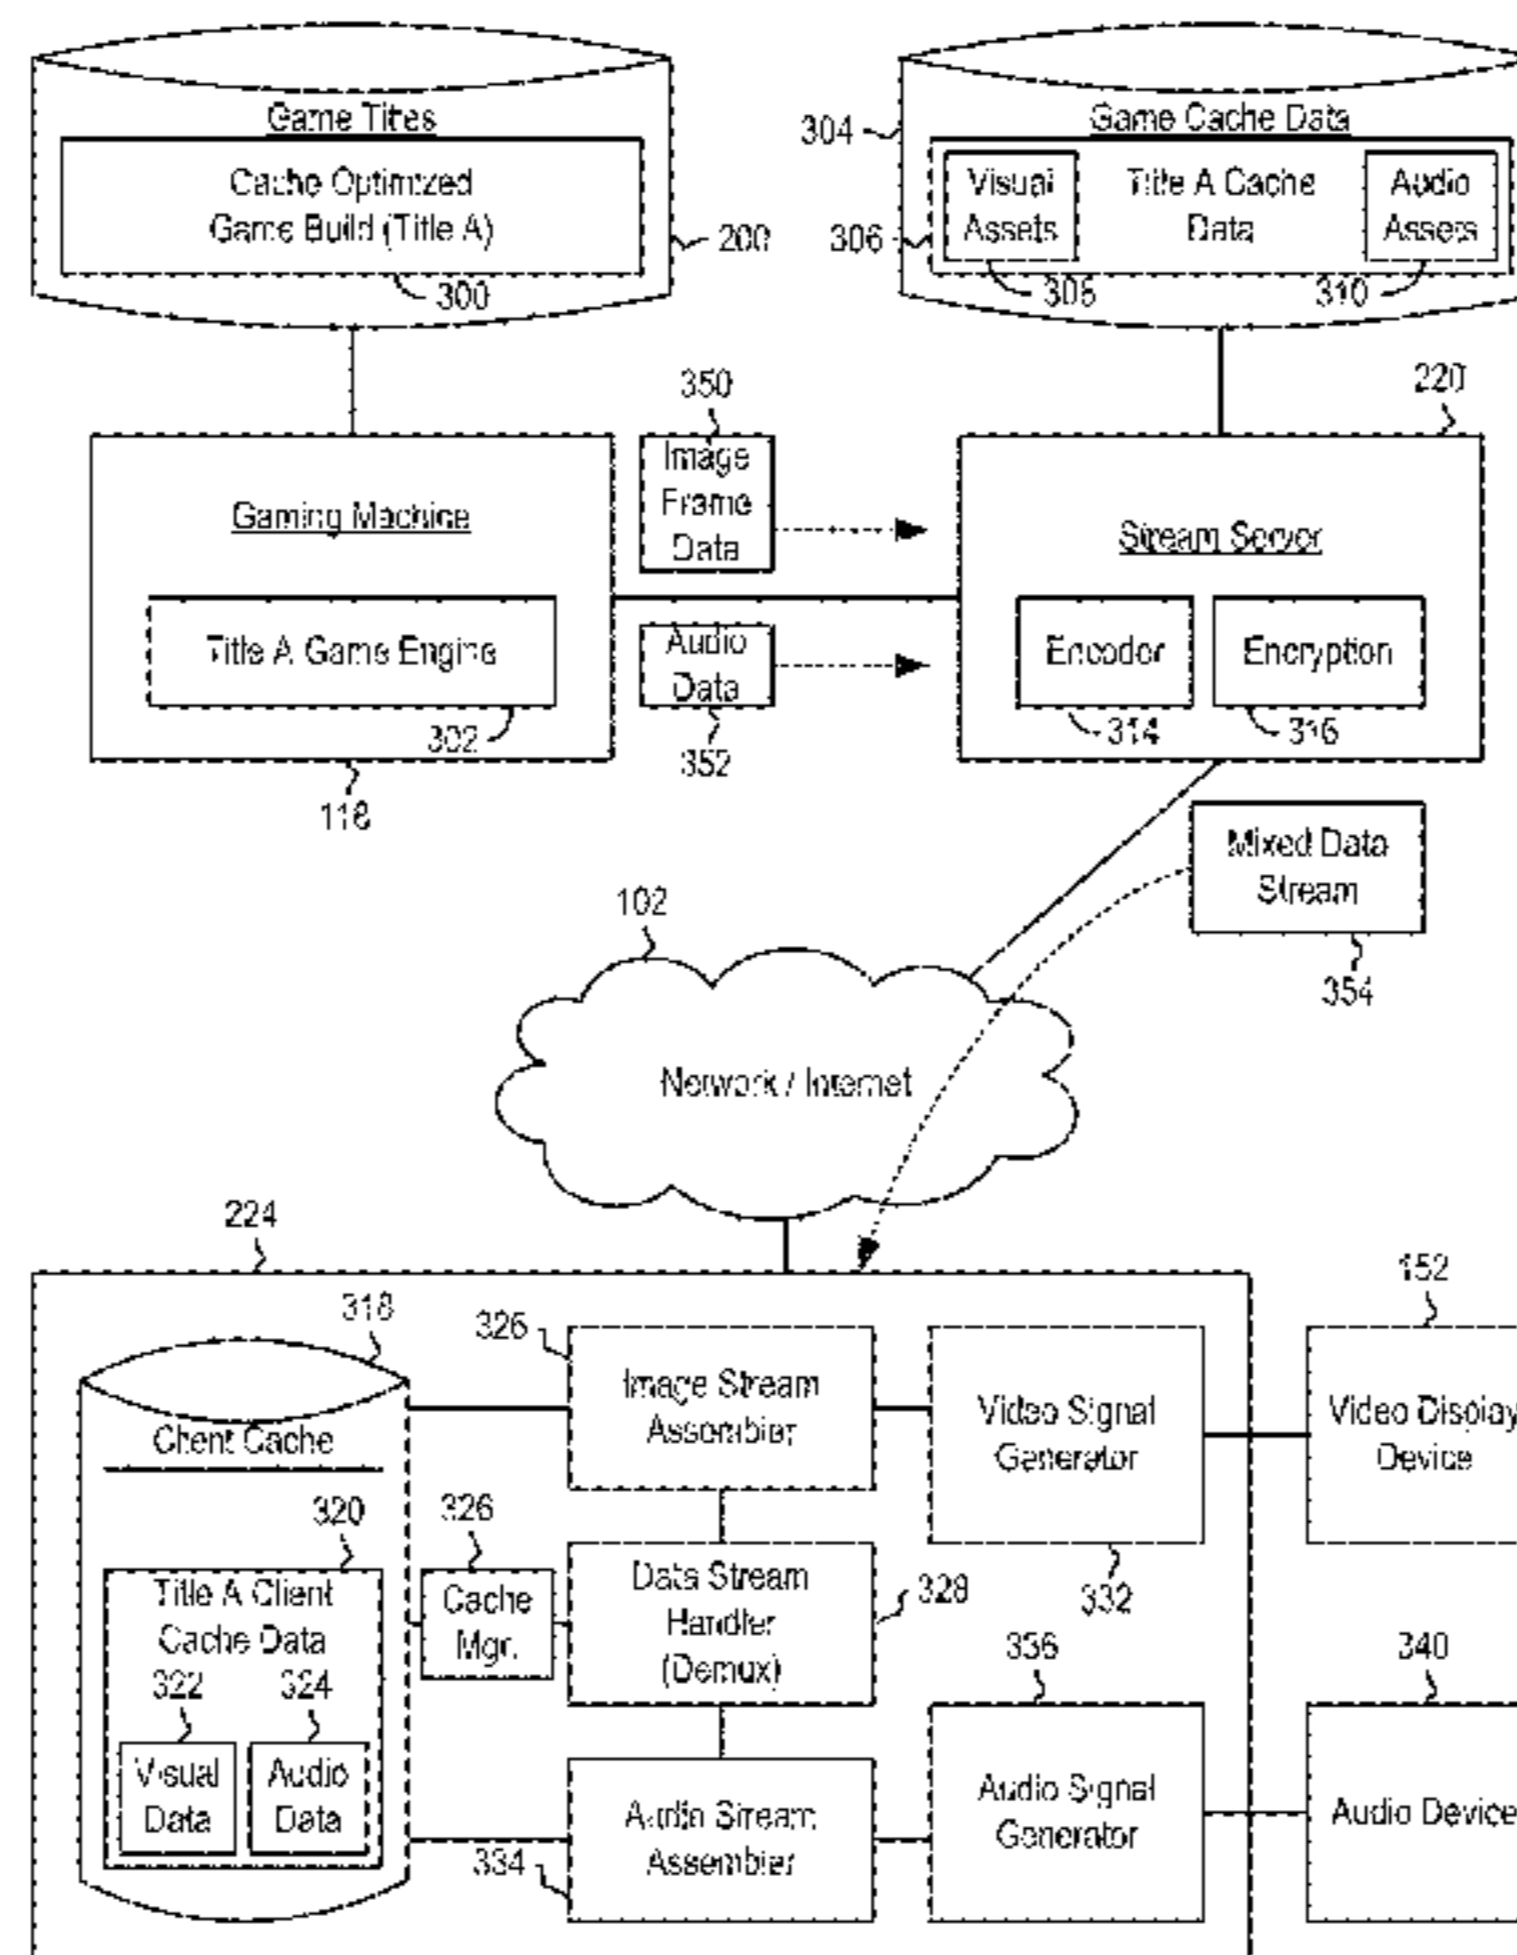 Game Titles
Cache Optimized
Game Build (Title A)
200
300
Game Cache Data
304
Visual
Assets
Title A Cache
Data
Audio
Assets
306
308
310
350
220
Image
Frame
Data
Gaming Machine
Stream Server
Title A Game Engine
Audio
Data
Encoder
Encryption
302
352
314
316
118
Mixed Data
Stream
102
354
Network / Internet
224
152
318
326
Image Stream
Assembler
Video Signal
Generator
Video Display
Device
Client Cache
320
326
Title A Client
Cache Data
Cache
Mgr.
Data Stream
Handler
(Demux)
328
332
322
324
336
340
Visual
Data
Audio
Data
Audio Stream
Assembler
Audio Signal
Generator
Audio Device
334